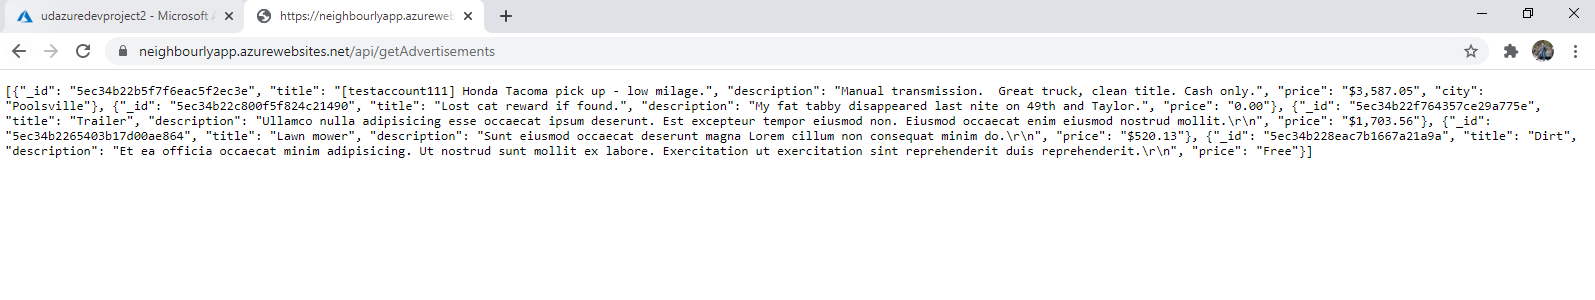 udazuredevproject2 - Microsoft A
https://neighbourlyapp.azureweb
neighbourlyapp.azurewebsites.net/api/getAdvertisements
[{"_id": "5ec34b22b5f7f6eac5f2ec3e", "title": "[testaccount111] Honda Tacoma pick up - low milage.", "description": "Manual transmission.  Great truck, clean title. Cash only.", "price": "$3,587.05", "city":
"Poolsville"}, {"_id": "5ec34b22c800f5f824c21490", "title": "Lost cat reward if found.", "description": "My fat tabby disappeared last nite on 49th and Taylor.", "price": "0.00"}, {"_id": "5ec34b22f764357ce29a775e",
"title": "Trailer", "description": "Ullamco nulla adipisicing esse occaecat ipsum deserunt. Est excepteur tempor eiusmod non. Eiusmod occaecat enim eiusmod nostrud mollit.\r\n", "price": "$1,703.56"}, {"_id":
"5ec34b2265403b17d00ae864", "title": "Lawn mower", "description": "Sunt eiusmod occaecat deserunt magna Lorem cillum non consequat minim do.\r\n", "price": "$520.13"}, {"_id": "5ec34b228eac7b1667a21a9a", "title": "Dirt",
"description": "Et ea officia occaecat minim adipisicing. Ut nostrud sunt mollit ex labore. Exercitation ut exercitation sint reprehenderit duis reprehenderit.\r\n", "price": "Free"}]